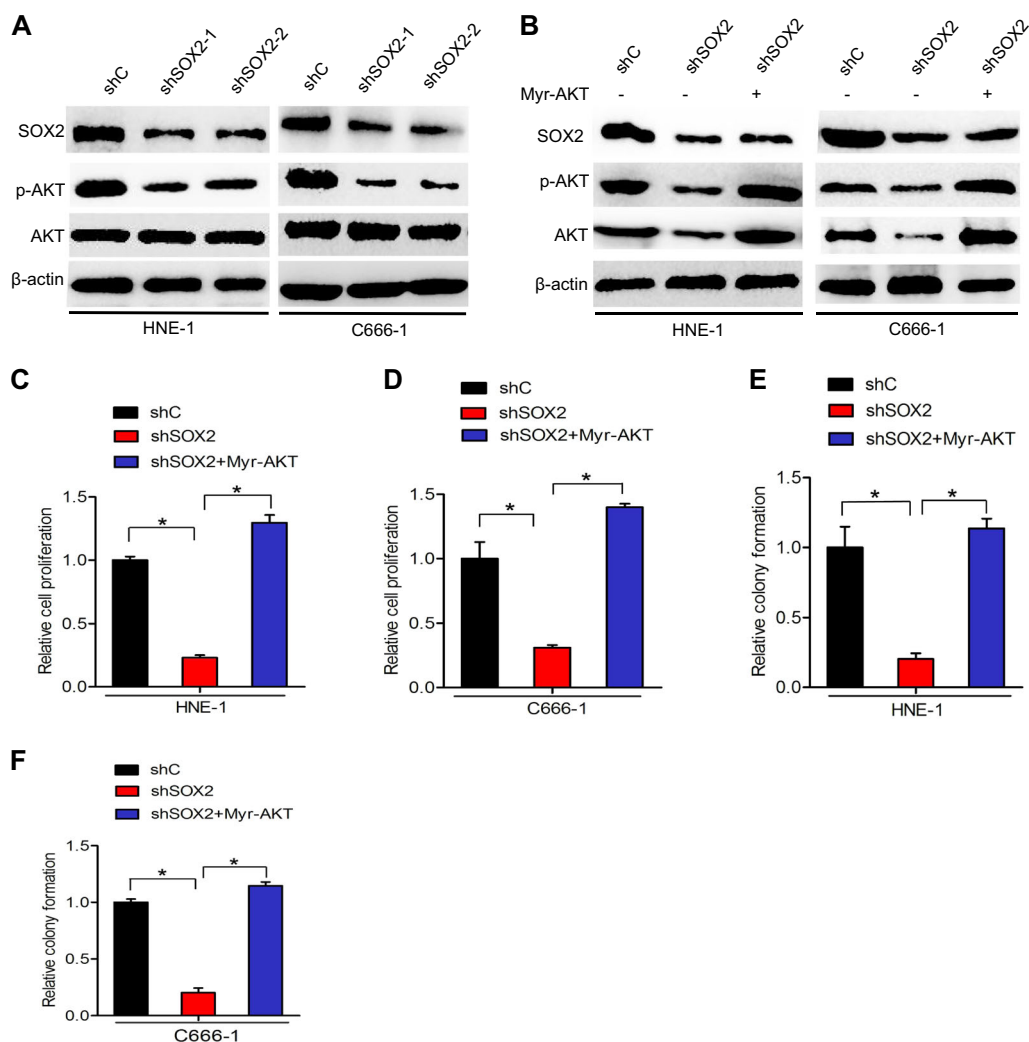 A
shC shSOX2-1 shSOX2-2 shC shSOX2-1 shSOX2-2
SOX2
p-AKT
AKT
β-actin
HNE-1 C666-1
B
shC shSOX2 shSOX2 shC shSOX2 shSOX2
Myr-AKT - - + - - +
SOX2
p-AKT
AKT
β-actin
HNE-1 C666-1
C
shC
shSOX2
shSOX2+Myr-AKT
Relative cell proliferation
1.5
1.0
0.5
0.0
* *
HNE-1
D
shC
shSOX2
shSOX2+Myr-AKT
Relative cell proliferation
1.5
1.0
0.5
0.0
* *
C666-1
E
shC
shSOX2
shSOX2+Myr-AKT
Relative colony formation
1.5
1.0
0.5
0.0
* *
HNE-1
F
shC
shSOX2
shSOX2+Myr-AKT
Relative colony formation
1.5
1.0
0.5
0.0
* *
C666-1